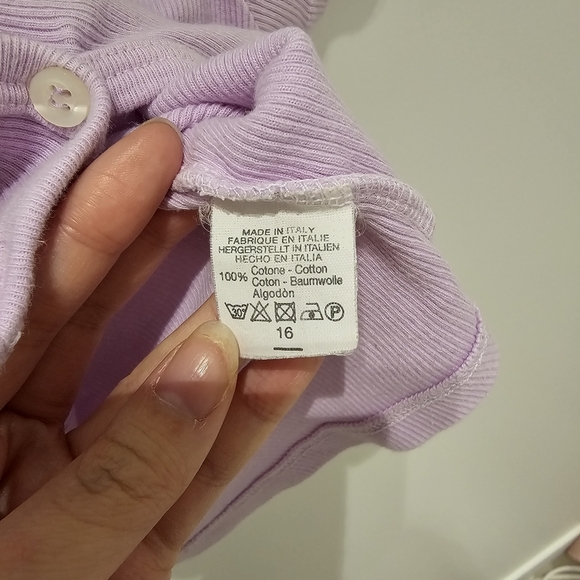 MADE IN ITALY
FABRIQUE EN ITALIE
HERGERSTELLT IN ITALIEN
HECHO EN ITALIA
100% Cotone - Cotton
Coton - Baumwolle
Algodòn
30° P
16